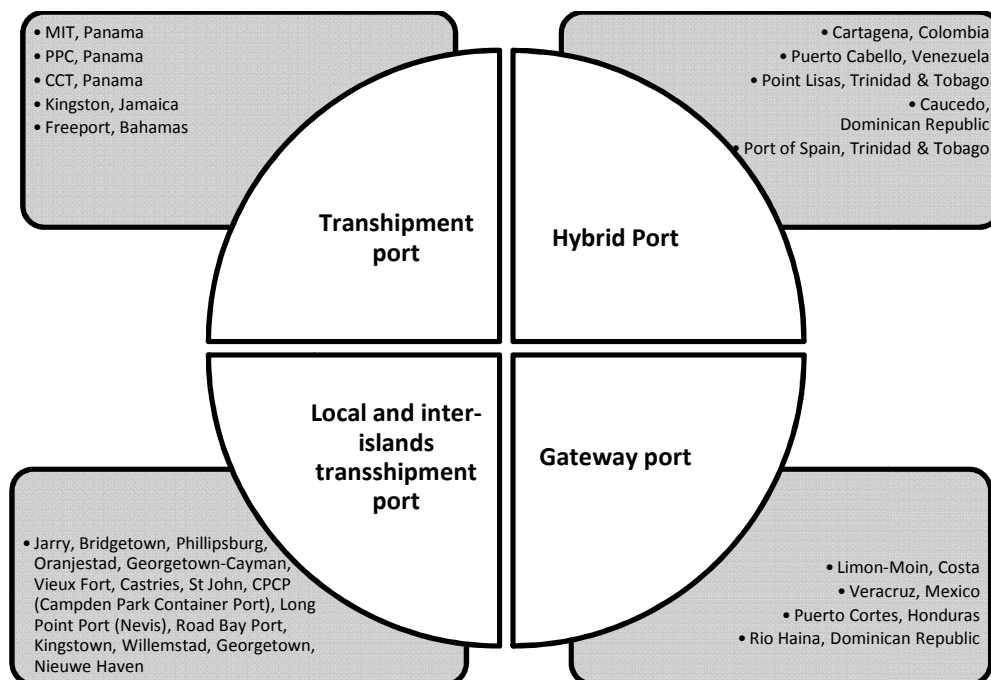 • MIT, Panama
• PPC, Panama
• CCT, Panama
• Kingston, Jamaica
• Freeport, Bahamas
• Cartagena, Colombia
• Puerto Cabello, Venezuela
• Point Lisas, Trinidad & Tobago
• Caucedo,
Dominican Republic
• Port of Spain, Trinidad & Tobago
Transhipment
port
Hybrid Port
Local and inter-
islands
transshipment
port
Gateway port
• Jarry, Bridgetown, Phillipsburg,
Oranjestad, Georgetown-Cayman,
Vieux Fort, Castries, St John, CPCP
(Campden Park Container Port), Long
Point Port (Nevis), Road Bay Port,
Kingstown, Willemstad, Georgetown,
Nieuwe Haven
• Limon-Moin, Costa
• Veracruz, Mexico
• Puerto Cortes, Honduras
• Rio Haina, Dominican Republic